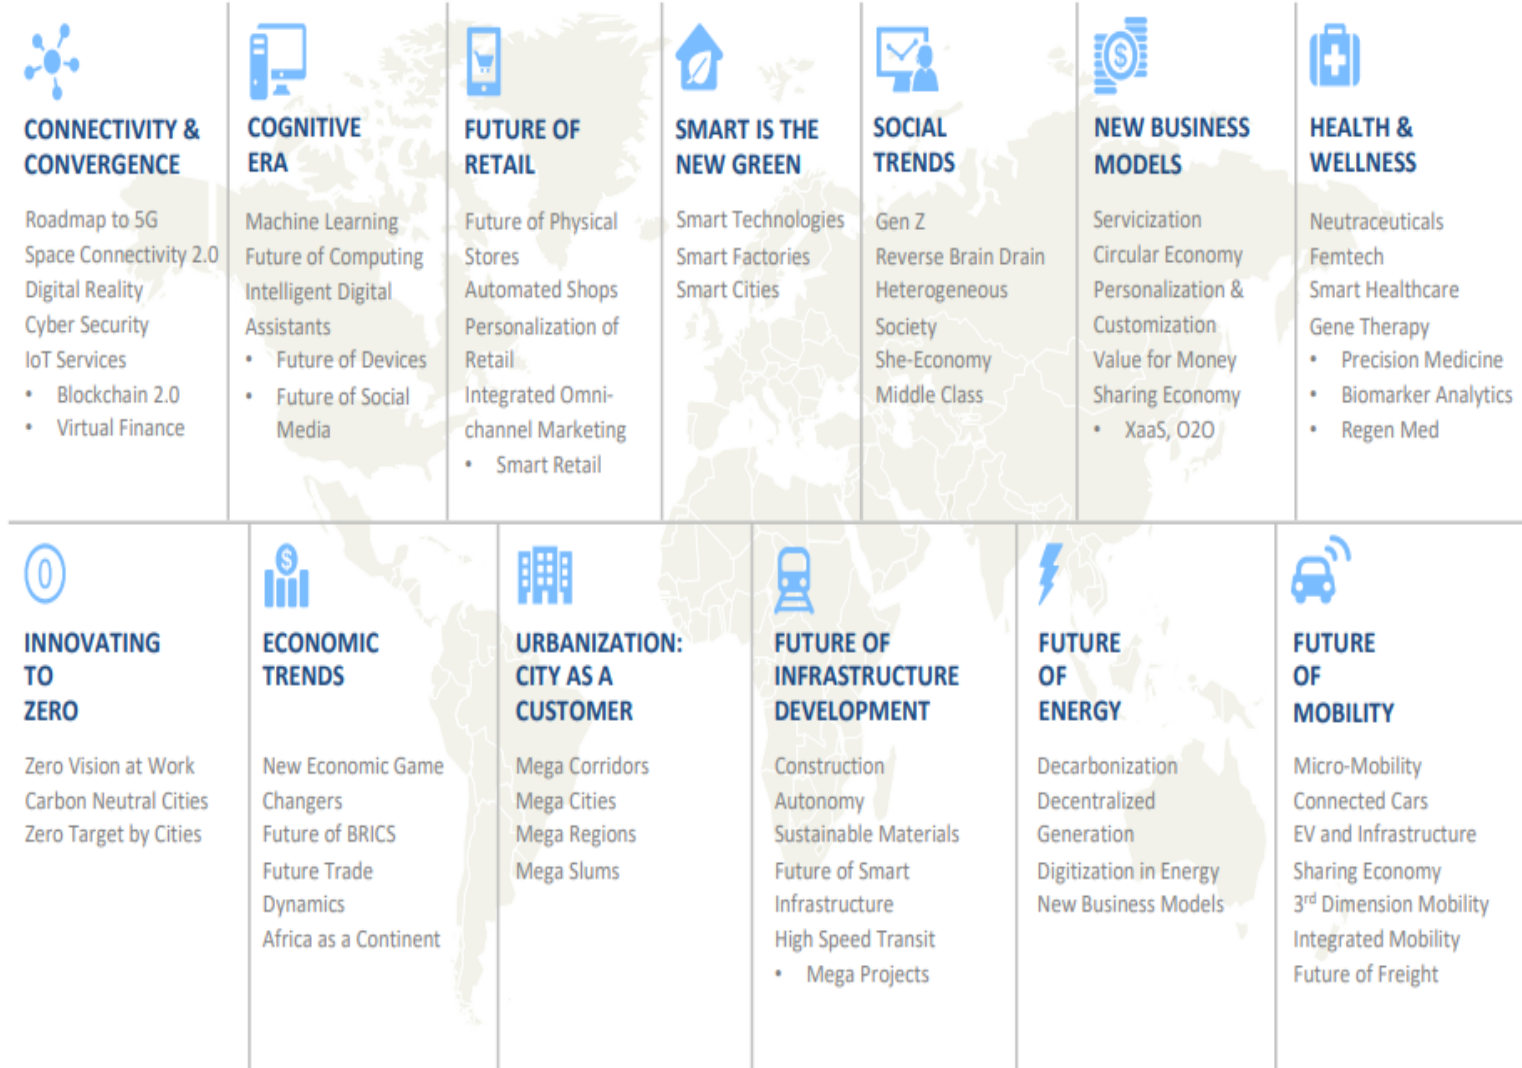 CONNECTIVITY &
CONVERGENCE
Roadmap to 5G
Space Connectivity 2.0
Digital Reality
Cyber Security
IoT Services
• Blockchain 2.0
• Virtual Finance
COGNITIVE
ERA
Machine Learning
Future of Computing
Intelligent Digital
Assistants
• Future of Devices
• Future of Social
Media
FUTURE OF
RETAIL
Future of Physical
Stores
Automated Shops
Personalization of
Retail
Integrated Omni-
channel Marketing
• Smart Retail
SMART IS THE
NEW GREEN
Smart Technologies
Smart Factories
Smart Cities
SOCIAL
TRENDS
Gen Z
Reverse Brain Drain
Heterogeneous
Society
She-Economy
Middle Class
$
NEW BUSINESS
MODELS
Servicization
Circular Economy
Personalization &
Customization
Value for Money
Sharing Economy
• XaaS, O2O
HEALTH &
WELLNESS
Neutraceuticals
Femtech
Smart Healthcare
Gene Therapy
• Precision Medicine
• Biomarker Analytics
• Regen Med
0
INNOVATING
TO
ZERO
Zero Vision at Work
Carbon Neutral Cities
Zero Target by Cities
$
ECONOMIC
TRENDS
New Economic Game
Changers
Future of BRICS
Future Trade
Dynamics
Africa as a Continent
URBANIZATION:
CITY AS A
CUSTOMER
Mega Corridors
Mega Cities
Mega Regions
Mega Slums
FUTURE OF
INFRASTRUCTURE
DEVELOPMENT
Construction
Autonomy
Sustainable Materials
Future of Smart
Infrastructure
High Speed Transit
• Mega Projects
FUTURE
OF
ENERGY
Decarbonization
Decentralized
Generation
Digitization in Energy
New Business Models
FUTURE
OF
MOBILITY
Micro-Mobility
Connected Cars
EV and Infrastructure
Sharing Economy
3rd Dimension Mobility
Integrated Mobility
Future of Freight